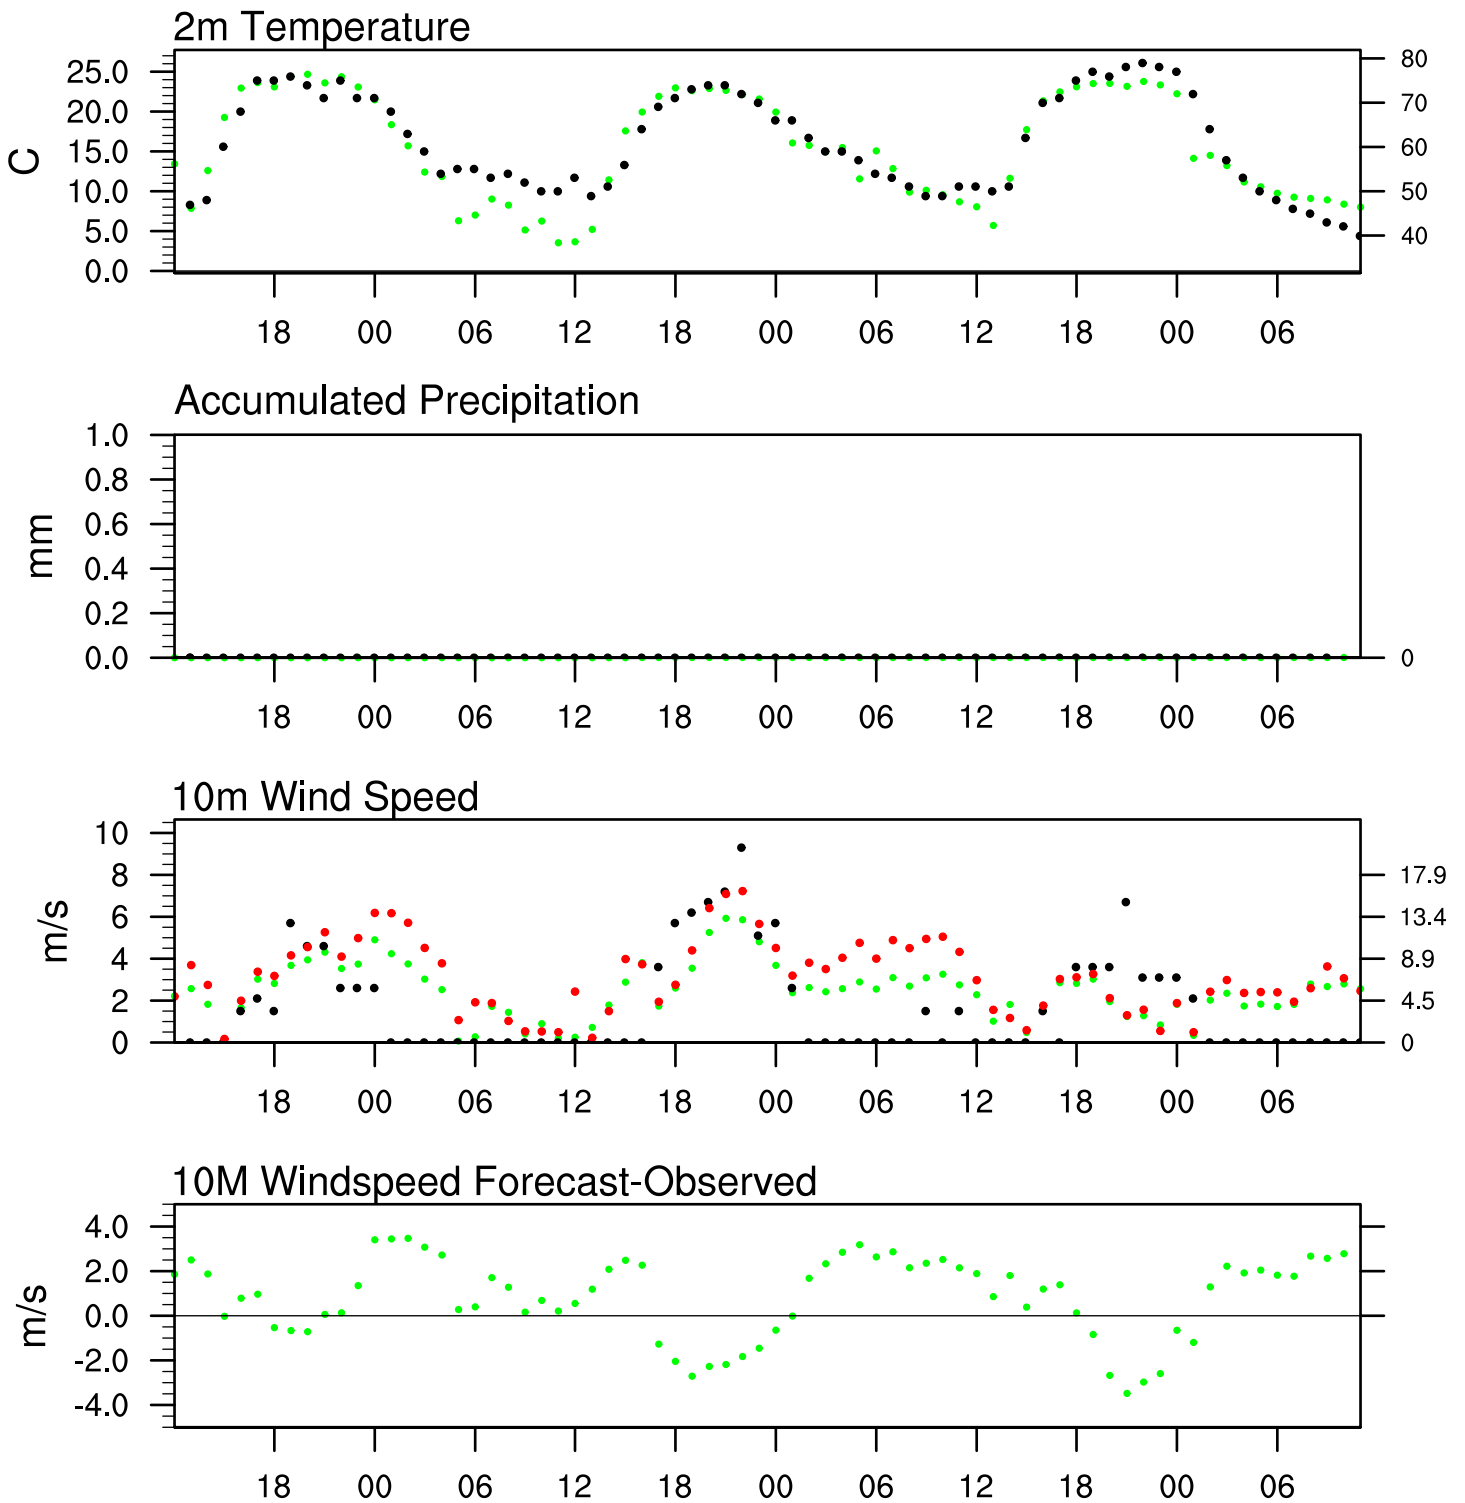 2m Temperature
C
25.0 80
20.0 70
15.0 60
10.0 50
5.0 40
0.0
18 00 06 12 18 00 06 12 18 00 06
Accumulated Precipitation
mm
1.0
0.8
0.6
0.4
0.2
0.0 0
18 00 06 12 18 00 06 12 18 00 06
10m Wind Speed
m/s
10
8 17.9
6 13.4
4 8.9
2 4.5
0 0
18 00 06 12 18 00 06 12 18 00 06
10M Windspeed Forecast-Observed
m/s
4.0
2.0
0.0
-2.0
-4.0
18 00 06 12 18 00 06 12 18 00 06